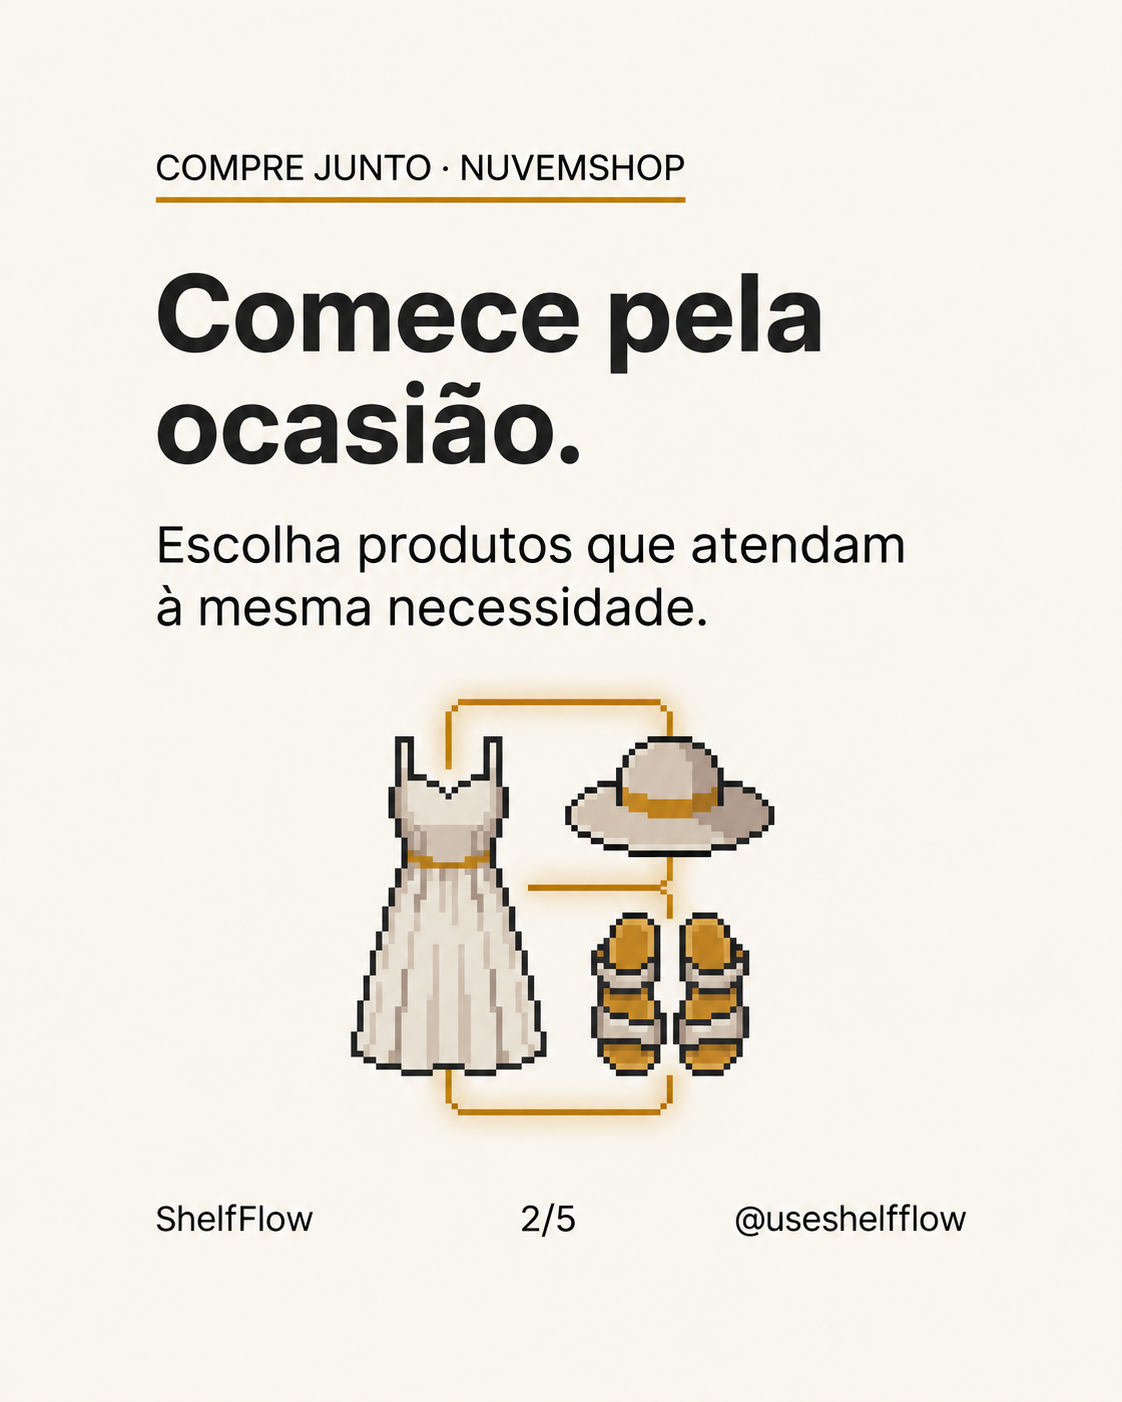 COMPRE JUNTO · NUVEMSHOP
Comece pela
ocasião.
Escolha produtos que atendam
à mesma necessidade.
ShelfFlow
2/5
@useshelfflow